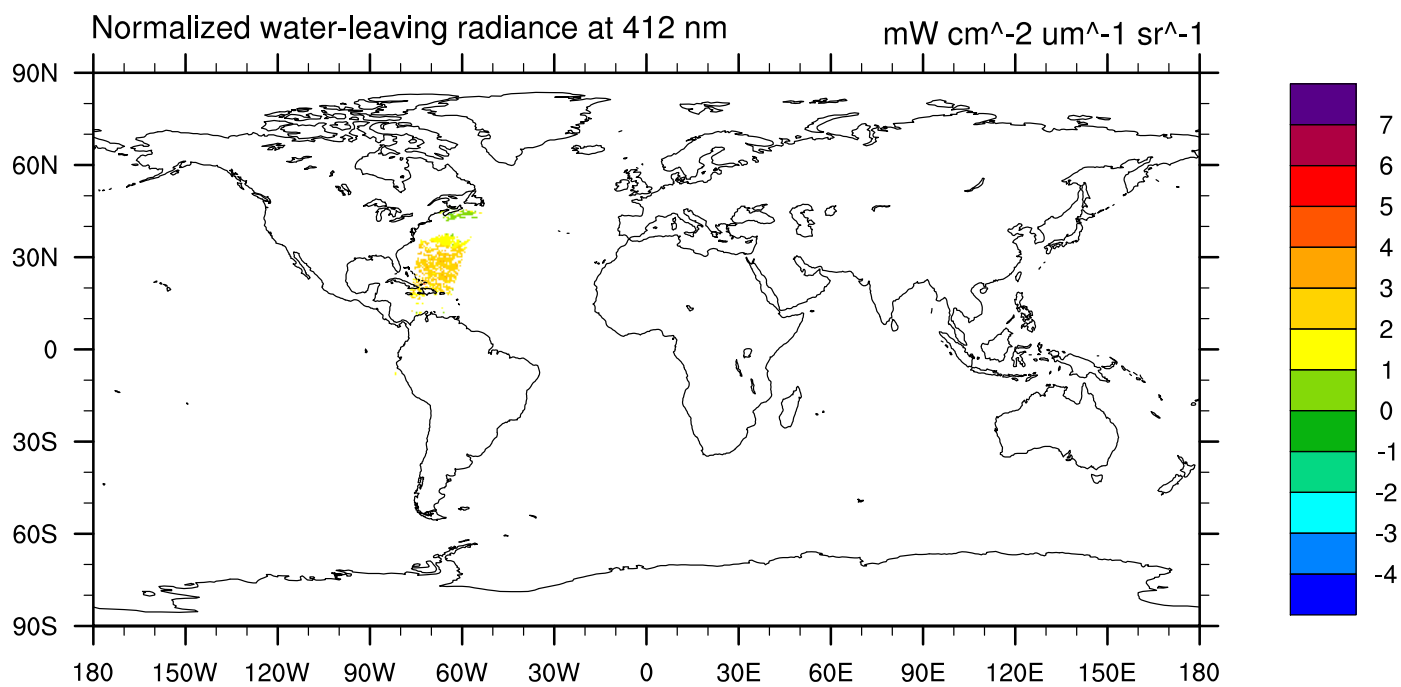 Normalized water-leaving radiance at 412 nm mW cm^-2 um^-1 sr^-1
90N
60N
30N
0
30S
60S
90S
180 150W 120W 90W 60W 30W 0 30E 60E 90E 120E 150E 180
7
6
5
4
3
2
1
0
-1
-2
-3
-4